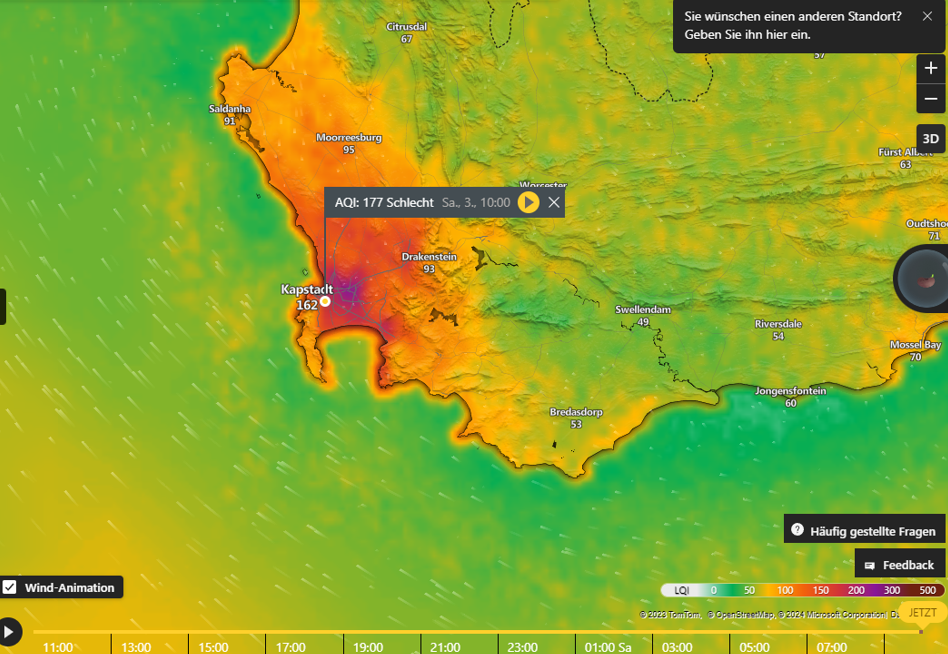 Sie wünschen einen anderen Standort?
Geben Sie ihn hier ein.
Citrusdal
67
57
+
−
3D
Saldanha
91
Moorreesburg
95
Fürst Albert
63
Worcester
AQI: 177 Schlecht Sa., 3., 10:00
Oudtshoo
71
Drakenstein
93
Kapstadt
162
Swellendam
49
Riversdale
54
Mossel Bay
70
Jongensfontein
60
Bredasdorp
53
Häufig gestellte Fragen
Feedback
Wind-Animation
LQI 0 50 100 150 200 300 500
© 2023 TomTom, © OpenStreetMap, © 2024 Microsoft Corporation
JETZT
11:00 13:00 15:00 17:00 19:00 21:00 23:00 01:00 Sa 03:00 05:00 07:00